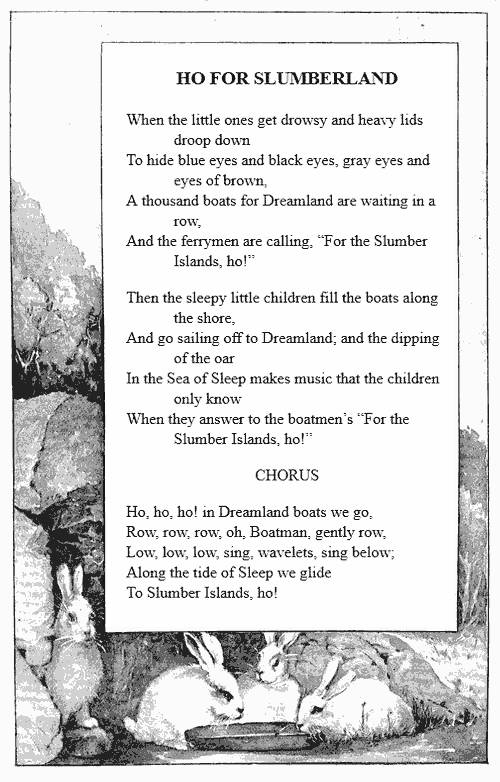 HO FOR SLUMBERLAND
When the little ones get drowsy and heavy lids
droop down
To hide blue eyes and black eyes, gray eyes and
eyes of brown,
A thousand boats for Dreamland are waiting in a
row,
And the ferrymen are calling, “For the Slumber
Islands, ho!”
Then the sleepy little children fill the boats along
the shore,
And go sailing off to Dreamland; and the dipping
of the oar
In the Sea of Sleep makes music that the children
only know
When they answer to the boatmen’s “For the
Slumber Islands, ho!”
CHORUS
Ho, ho, ho! in Dreamland boats we go,
Row, row, row, oh, Boatman, gently row,
Low, low, low, sing, wavelets, sing below;
Along the tide of Sleep we glide
To Slumber Islands, ho!